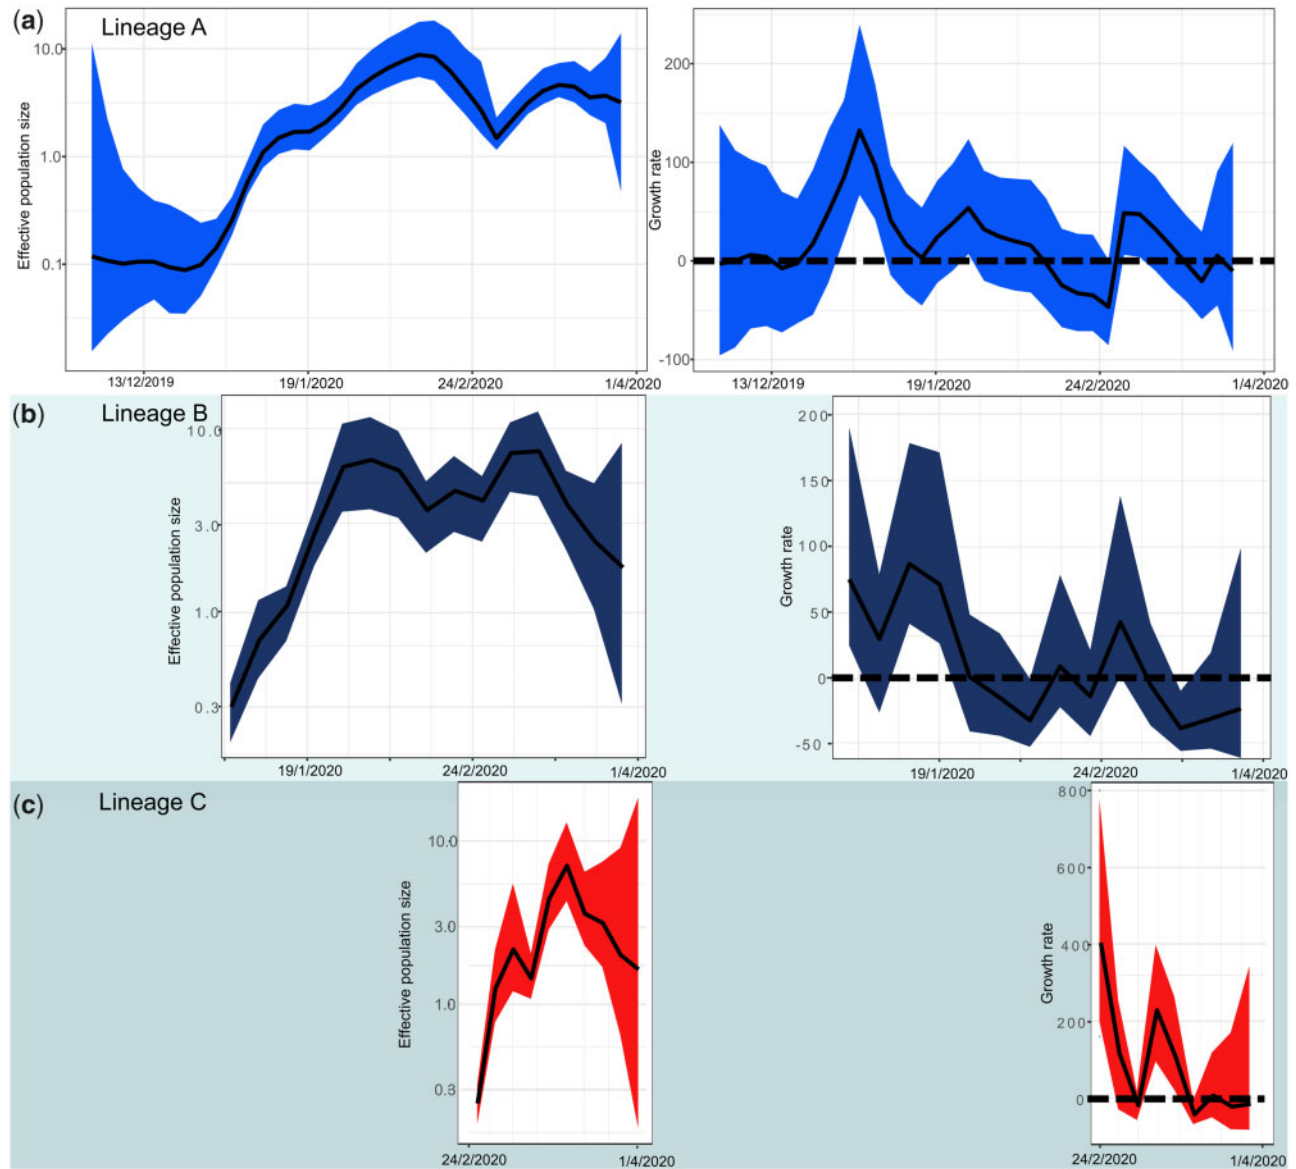 (a) Lineage A
Effective population size
10.0
1.0
0.1
13/12/2019 19/1/2020 24/2/2020 1/4/2020
Growth rate
200
100
0
-100
13/12/2019 19/1/2020 24/2/2020 1/4/2020
(b) Lineage B
Effective population size
10.0
3.0
1.0
0.3
19/1/2020 24/2/2020 1/4/2020
Growth rate
200
150
100
50
0
-50
19/1/2020 24/2/2020 1/4/2020
(c) Lineage C
Effective population size
10.0
3.0
1.0
0.3
24/2/2020 1/4/2020
Growth rate
800
600
400
200
0
24/2/2020 1/4/2020